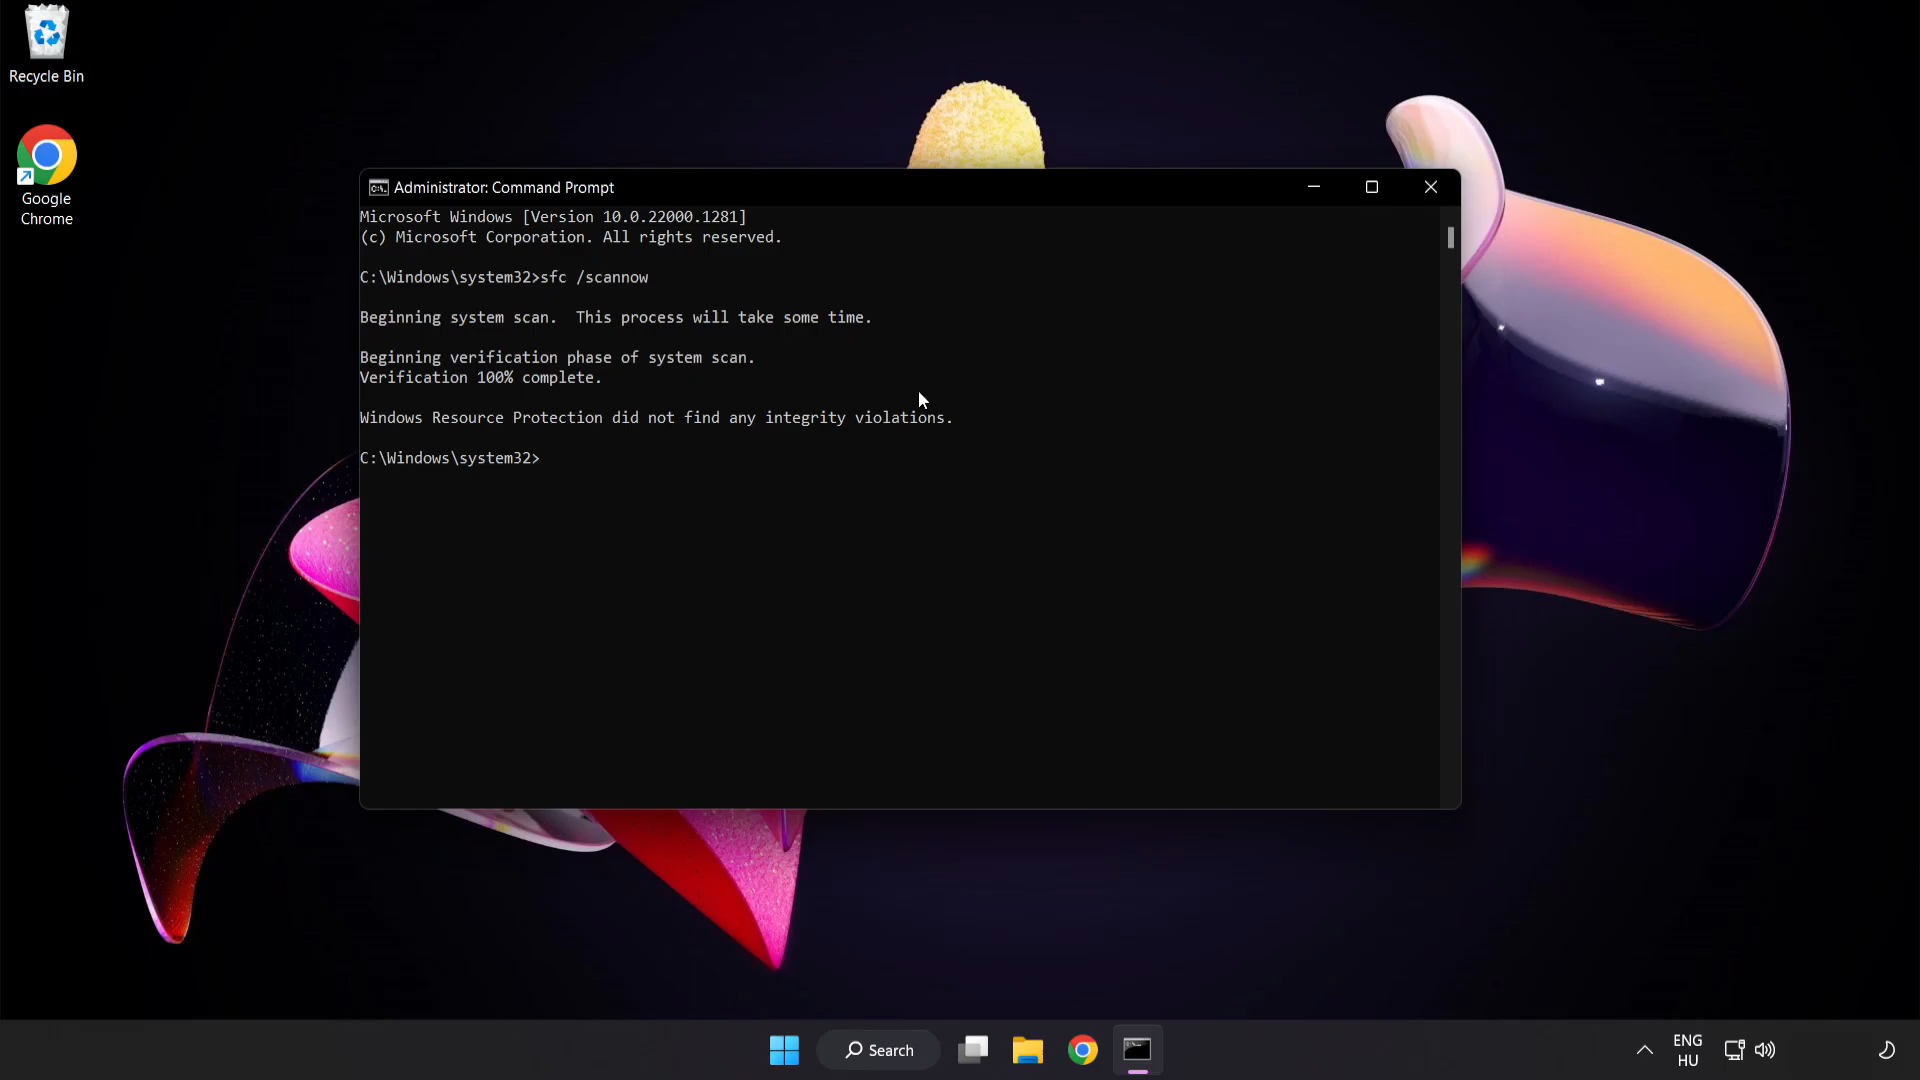 Recycle Bin
Google
Chrome
Administrator: Command Prompt
Microsoft Windows [Version 10.0.22000.1281]
(c) Microsoft Corporation. All rights reserved.
C:\Windows\system32>sfc /scannow
Beginning system scan.  This process will take some time.
Beginning verification phase of system scan.
Verification 100% complete.
Windows Resource Protection did not find any integrity violations.
C:\Windows\system32>
Search
ENG
HU